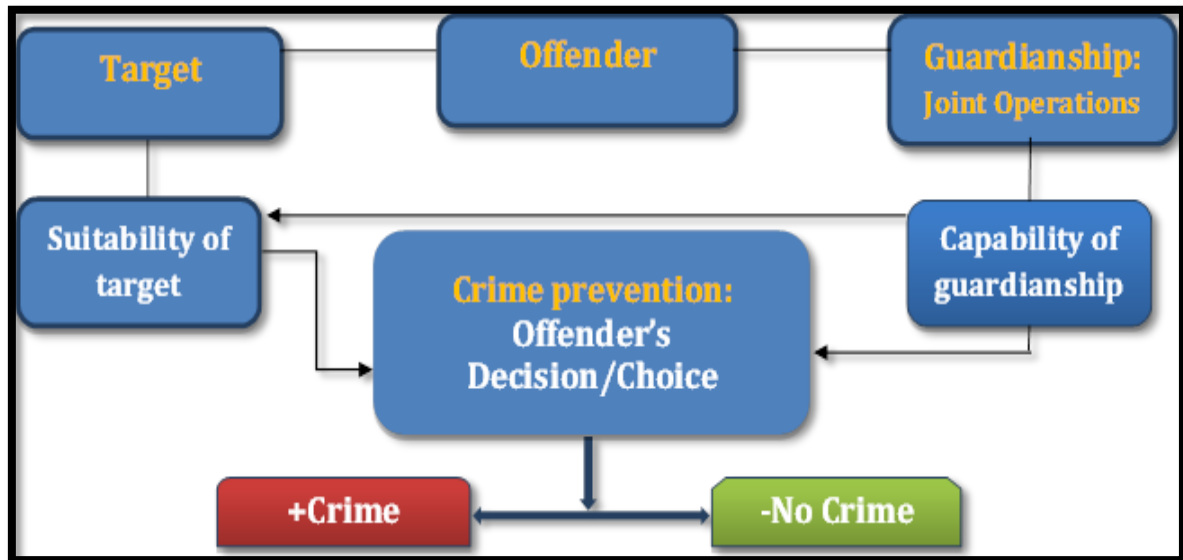 Target
Offender
Guardianship:
Joint Operations
Suitability of
target
Crime prevention:
Offender's
Decision/Choice
Capability of
guardianship
+Crime
-No Crime